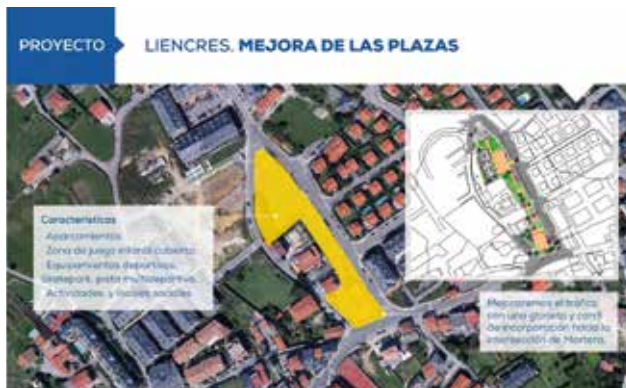 PROYECTO
LIENCRES. MEJORA DE LAS PLAZAS
Características
Aparcamientos.
Zona de juego infantil cubierta.
Equipamientos deportivos.
Skatepark, pista multideportiva.
Actividades y locales sociales.
Mejoraremos el tráfico
con una glorieta y carril
de incorporación hacia la
intersección de Mortera.